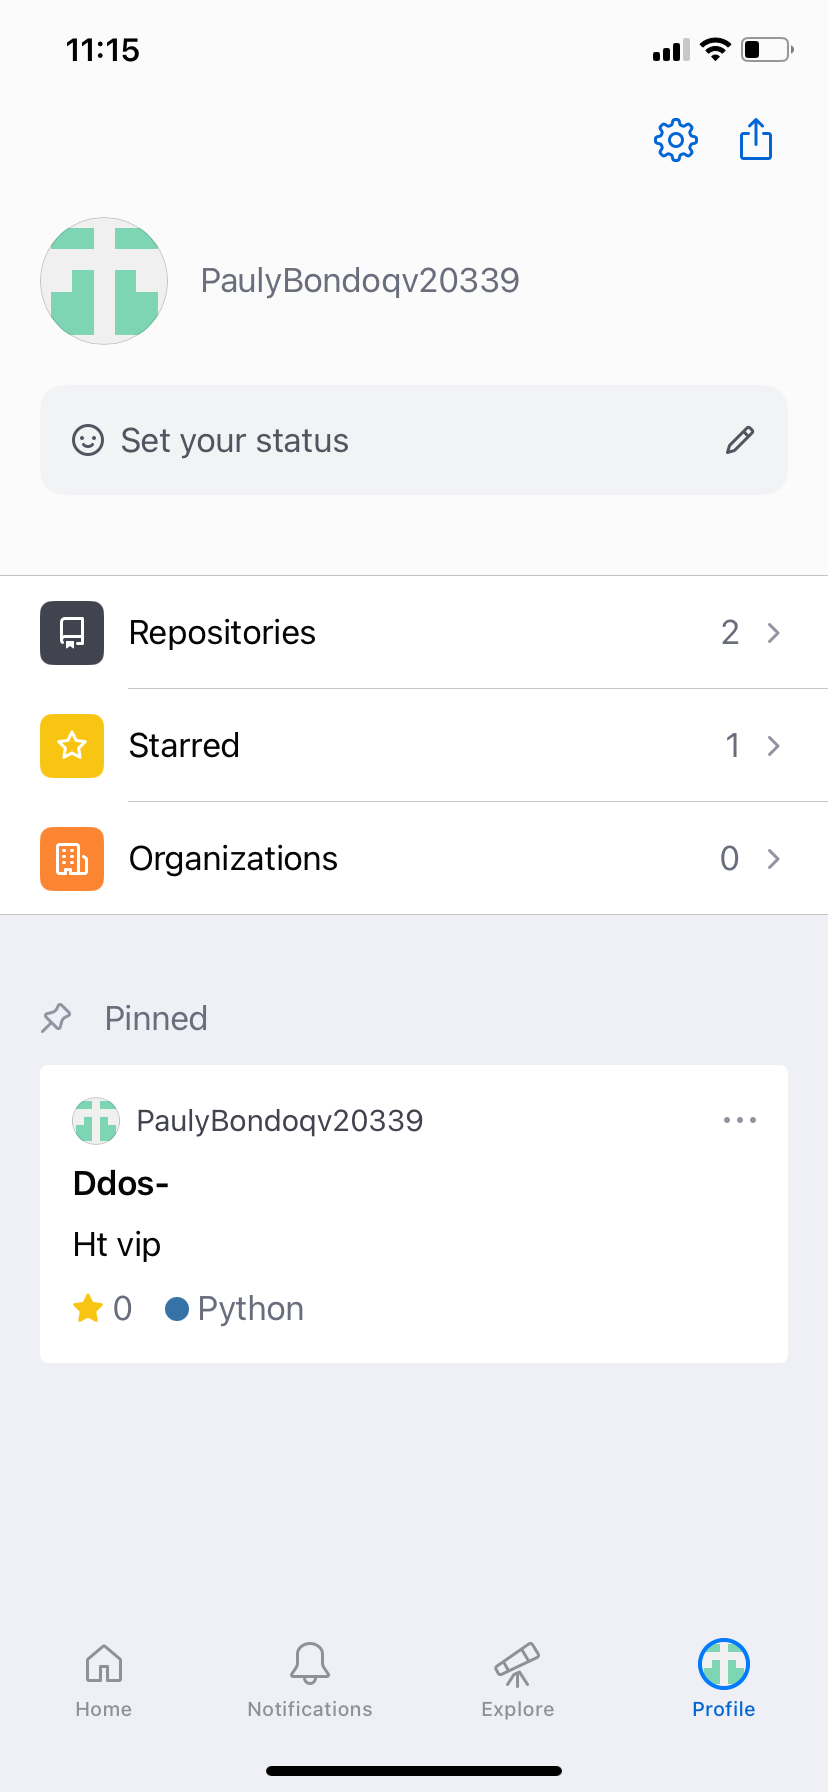 11:15
PaulyBondoqv20339
Set your status
Repositories 2
Starred 1
Organizations 0
Pinned
PaulyBondoqv20339
Ddos-
Ht vip
0 Python
Home Notifications Explore Profile